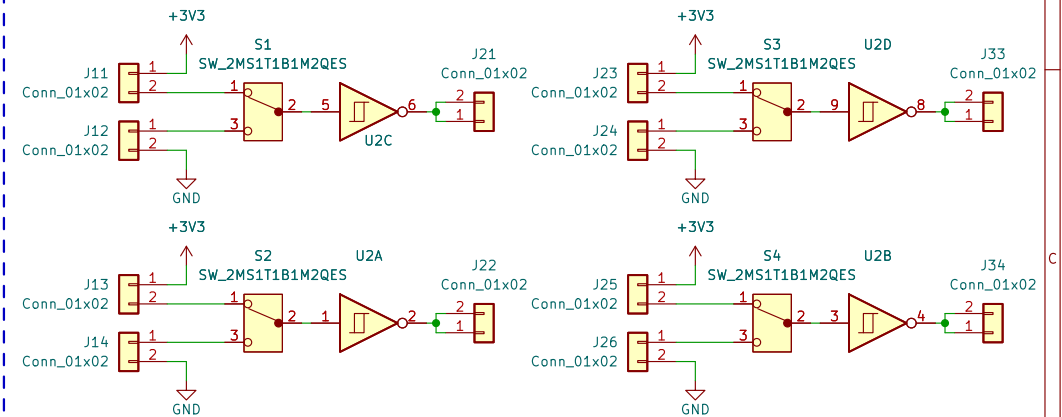 +3V3
S1
SW_2MS1T1B1M2QES
J11
Conn_01x02
1
2
J12
Conn_01x02
1
2
GND
1
3
2
5
6
U2C
J21
Conn_01x02
2
1
+3V3
S3
SW_2MS1T1B1M2QES
U2D
J23
Conn_01x02
1
2
J24
Conn_01x02
1
2
GND
1
3
2
9
8
J33
Conn_01x02
2
1
+3V3
S2
SW_2MS1T1B1M2QES
U2A
J13
Conn_01x02
1
2
J14
Conn_01x02
1
2
GND
1
3
2
1
2
J22
Conn_01x02
2
1
+3V3
S4
SW_2MS1T1B1M2QES
U2B
J25
Conn_01x02
1
2
J26
Conn_01x02
1
2
GND
1
3
2
3
4
J34
Conn_01x02
2
1
C